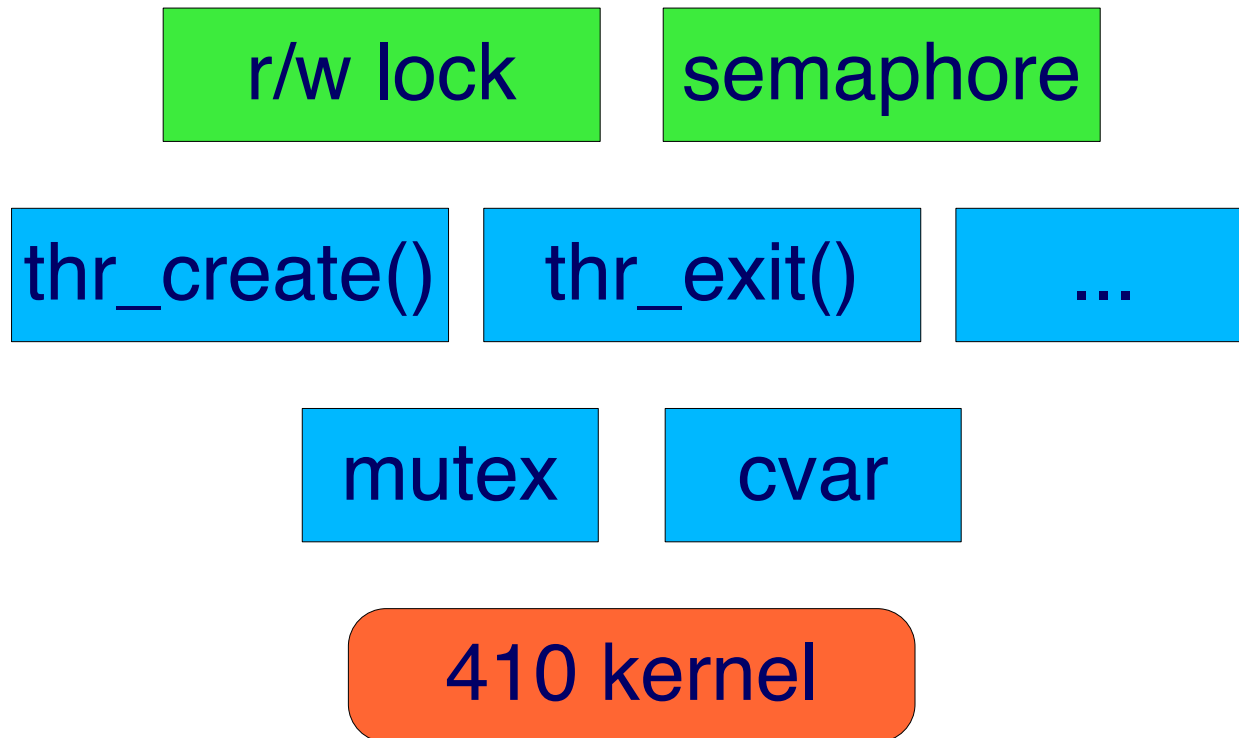 r/w lock semaphore
thr_create() thr_exit() ...
mutex cvar
410 kernel